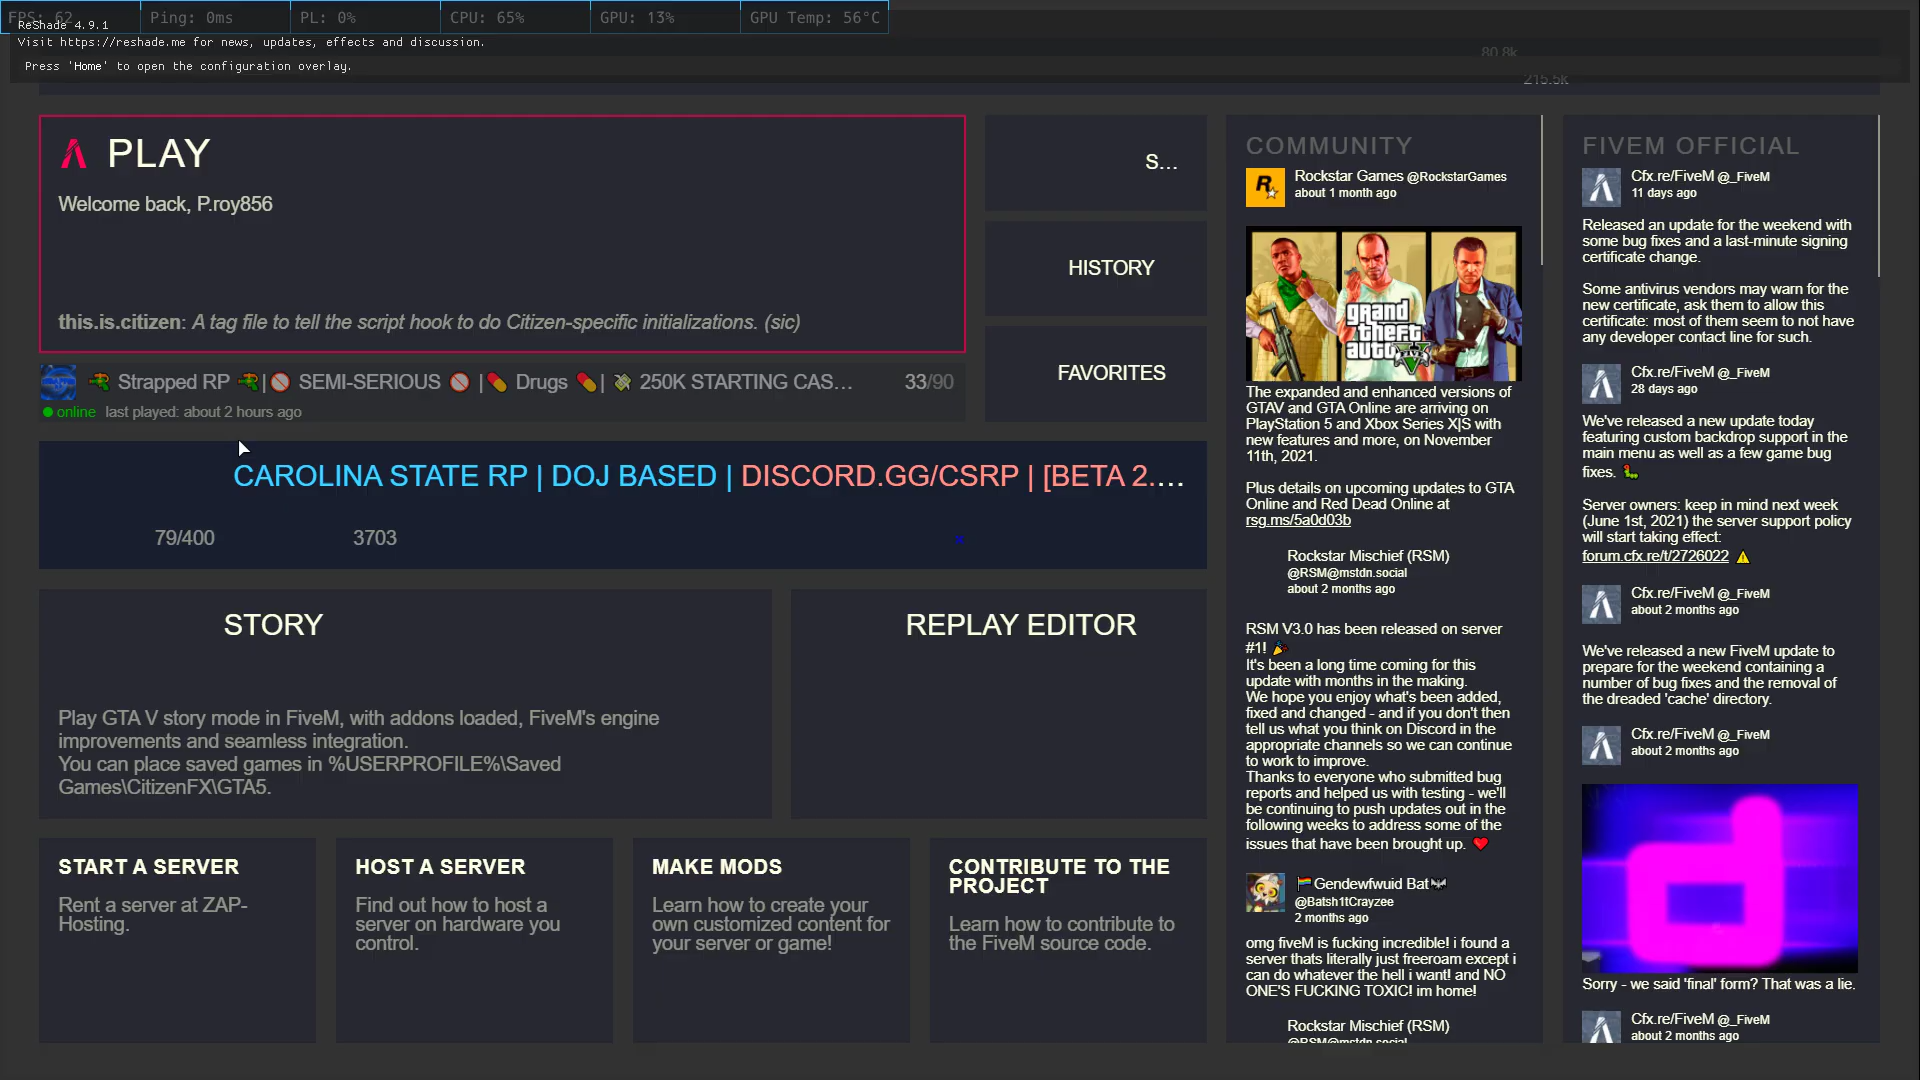 FPS: 62 Ping: 0ms PL: 0% CPU: 65% GPU: 13% GPU Temp: 56°C
ReShade 4.9.1
Visit https://reshade.me for news, updates, effects and discussion.
Press 'Home' to open the configuration overlay.
80.8k
215.5k
PLAY
Welcome back, P.roy856
this.is.citizen: A tag file to tell the script hook to do Citizen-specific initializations. (sic)
Strapped RP | SEMI-SERIOUS | Drugs | 250K STARTING CAS… 33/90
online last played: about 2 hours ago
S...
HISTORY
FAVORITES
CAROLINA STATE RP | DOJ BASED | DISCORD.GG/CSRP | [BETA 2.…
79/400 3703
STORY
Play GTA V story mode in FiveM, with addons loaded, FiveM's engine
improvements and seamless integration.
You can place saved games in %USERPROFILE%\Saved
Games\CitizenFX\GTA5.
REPLAY EDITOR
START A SERVER
Rent a server at ZAP-
Hosting.
HOST A SERVER
Find out how to host a
server on hardware you
control.
MAKE MODS
Learn how to create your
own customized content for
your server or game!
CONTRIBUTE TO THE
PROJECT
Learn how to contribute to
the FiveM source code.
COMMUNITY
Rockstar Games @RockstarGames
about 1 month ago
grand
theft
auto
FIVE
The expanded and enhanced versions of
GTAV and GTA Online are arriving on
PlayStation 5 and Xbox Series X|S with
new features and more, on November
11th, 2021.
Plus details on upcoming updates to GTA
Online and Red Dead Online at
rsg.ms/5a0d03b
Rockstar Mischief (RSM)
@RSM@mstdn.social
about 2 months ago
RSM V3.0 has been released on server
#1! 🎉
It's been a long time coming for this
update with months in the making.
We hope you enjoy what's been added,
fixed and changed - and if you don't then
tell us what you think on Discord in the
appropriate channels so we can continue
to work to improve.
Thanks to everyone who submitted bug
reports and helped us with testing - we'll
be continuing to push updates out in the
following weeks to address some of the
issues that have been brought up. ❤️
🏳️‍🌈Gendewfwuid Bat🦇
@Batsh1tCrayzee
2 months ago
omg fiveM is fucking incredible! i found a
server thats literally just freeroam except i
can do whatever the hell i want! and NO
ONE'S FUCKING TOXIC! im home!
Rockstar Mischief (RSM)
@RSM@mstdn.social
FIVEM OFFICIAL
Cfx.re/FiveM @_FiveM
11 days ago
Released an update for the weekend with
some bug fixes and a last-minute signing
certificate change.
Some antivirus vendors may warn for the
new certificate, ask them to allow this
certificate: most of them seem to not have
any developer contact line for such.
Cfx.re/FiveM @_FiveM
28 days ago
We've released a new update today
featuring custom backdrop support in the
main menu as well as a few game bug
fixes. 🐛
Server owners: keep in mind next week
(June 1st, 2021) the server support policy
will start taking effect:
forum.cfx.re/t/2726022 ⚠️
Cfx.re/FiveM @_FiveM
about 2 months ago
We've released a new FiveM update to
prepare for the weekend containing a
number of bug fixes and the removal of
the dreaded 'cache' directory.
Cfx.re/FiveM @_FiveM
about 2 months ago
Sorry - we said 'final' form? That was a lie.
Cfx.re/FiveM @_FiveM
about 2 months ago